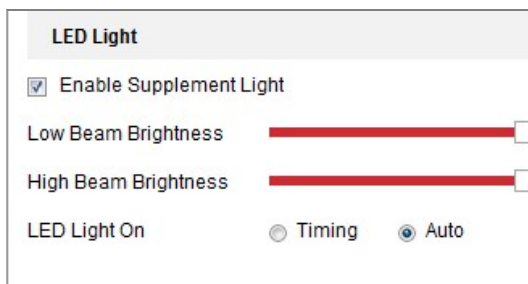 LED Light
Enable Supplement Light
Low Beam Brightness
High Beam Brightness
LED Light On Timing Auto